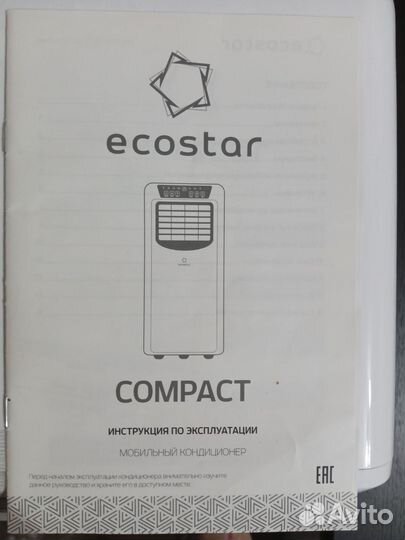 ecostar
COMPACT
ИНСТРУКЦИЯ ПО ЭКСПЛУАТАЦИИ
МОБИЛЬНЫЙ КОНДИЦИОНЕР
Перед началом эксплуатации кондиционера внимательно изучите
данное руководство и храните его в доступном месте.
EAC
Avito